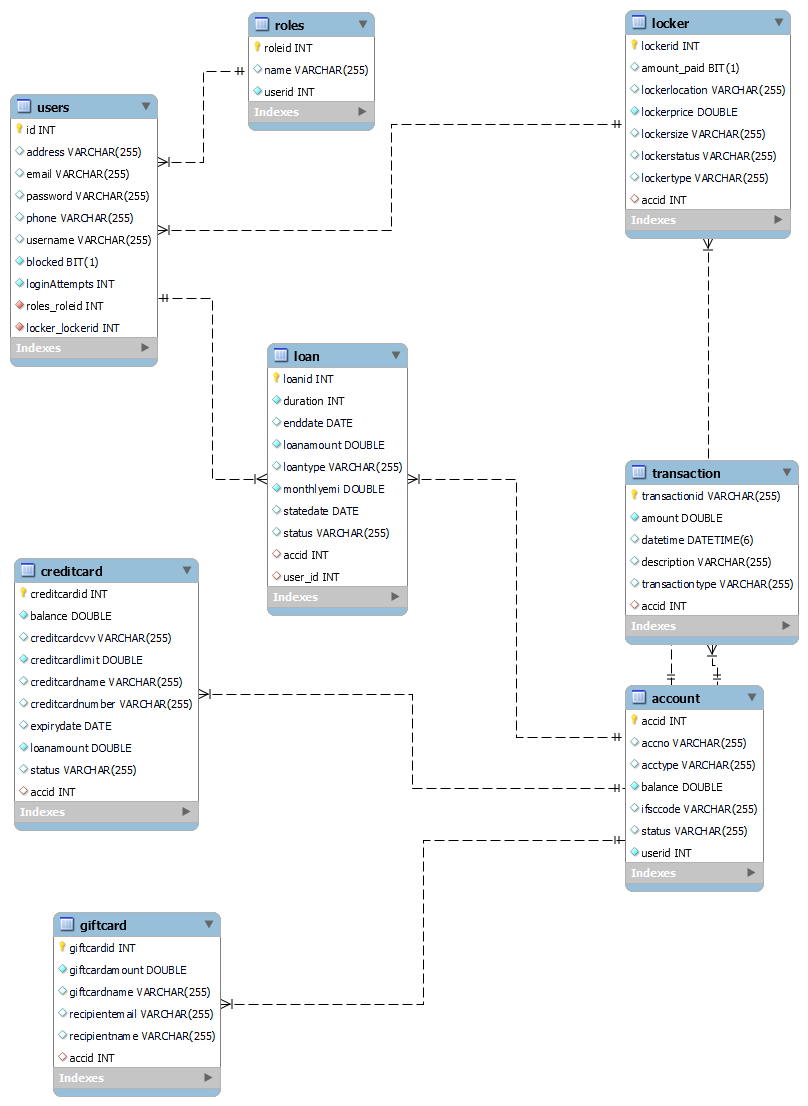 roles
roleid INT
name VARCHAR(255)
userid INT
Indexes
locker
lockerid INT
amount_paid BIT(1)
lockerlocation VARCHAR(255)
lockerprice DOUBLE
lockersize VARCHAR(255)
lockerstatus VARCHAR(255)
lockertype VARCHAR(255)
accid INT
Indexes
users
id INT
address VARCHAR(255)
email VARCHAR(255)
password VARCHAR(255)
phone VARCHAR(255)
username VARCHAR(255)
blocked BIT(1)
loginAttempts INT
roles_roleid INT
locker_lockerid INT
Indexes
loan
loanid INT
duration INT
enddate DATE
loanamount DOUBLE
loantype VARCHAR(255)
monthlyemi DOUBLE
statedate DATE
status VARCHAR(255)
accid INT
user_id INT
Indexes
transaction
transactionid VARCHAR(255)
amount DOUBLE
datetime DATETIME(6)
description VARCHAR(255)
transactiontype VARCHAR(255)
accid INT
Indexes
creditcard
creditcardid INT
balance DOUBLE
creditcardcvv VARCHAR(255)
creditcardlimit DOUBLE
creditcardname VARCHAR(255)
creditcardnumber VARCHAR(255)
expirydate DATE
loanamount DOUBLE
status VARCHAR(255)
accid INT
Indexes
account
accid INT
accno VARCHAR(255)
acctype VARCHAR(255)
balance DOUBLE
ifsccode VARCHAR(255)
status VARCHAR(255)
userid INT
Indexes
giftcard
giftcardid INT
giftcardamount DOUBLE
giftcardname VARCHAR(255)
recipientemail VARCHAR(255)
recipientname VARCHAR(255)
accid INT
Indexes